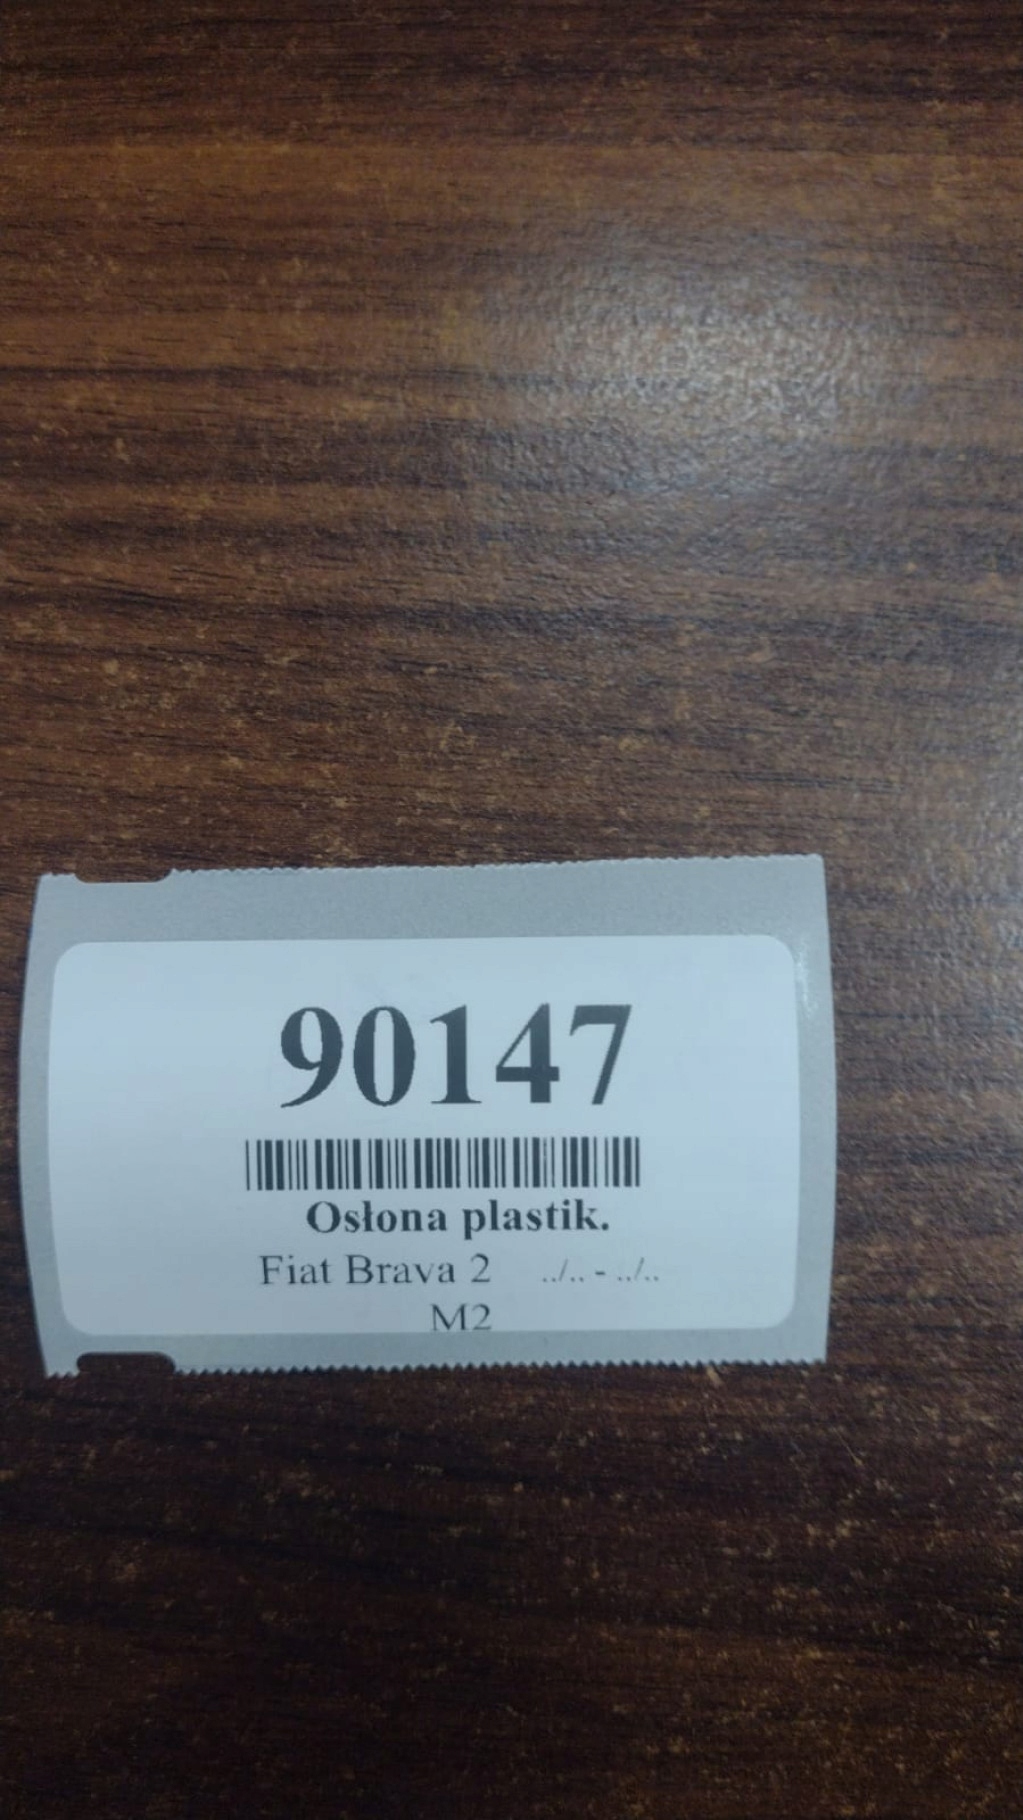 90147
Osłona plastik.
Fiat Brava 2 ../.. - ../..
M2